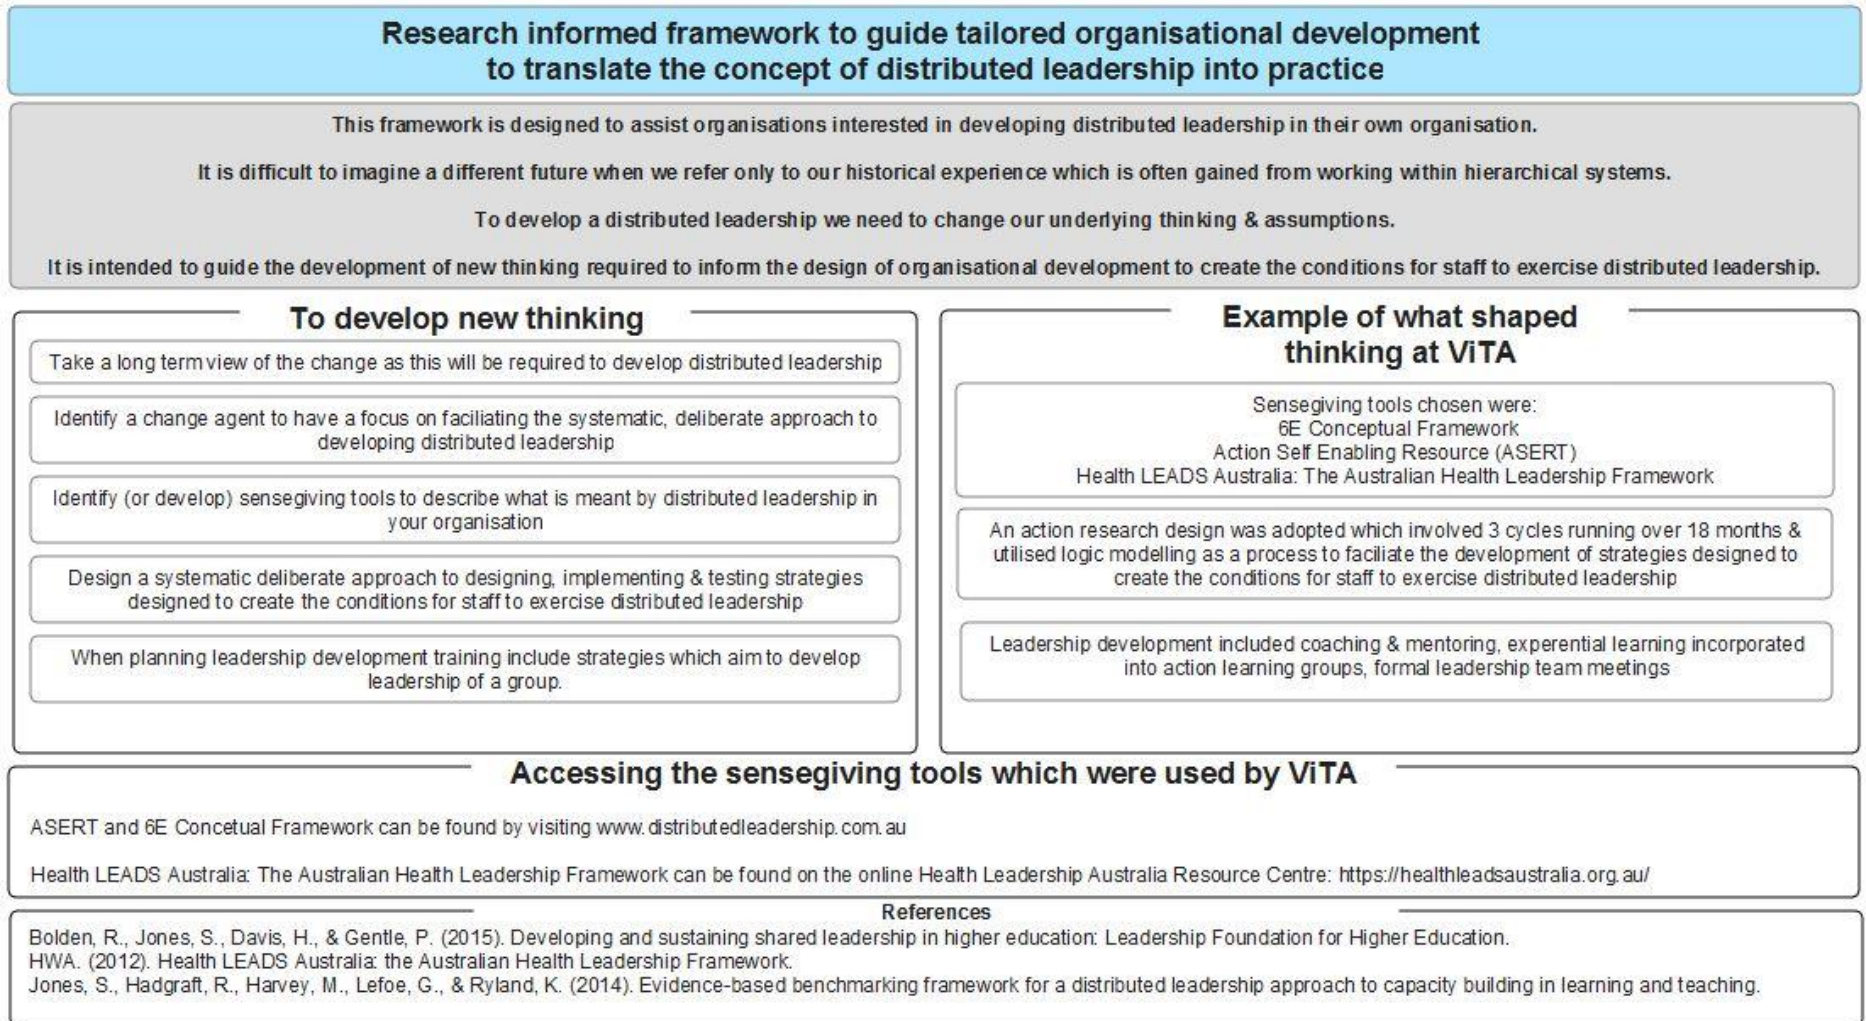 Research informed framework to guide tailored organisational development
to translate the concept of distributed leadership into practice
This framework is designed to assist organisations interested in developing distributed leadership in their own organisation.
It is difficult to imagine a different future when we refer only to our historical experience which is often gained from working within hierarchical systems.
To develop a distributed leadership we need to change our underlying thinking & assumptions.
It is intended to guide the development of new thinking required to inform the design of organisational development to create the conditions for staff to exercise distributed leadership.
To develop new thinking
Take a long term view of the change as this will be required to develop distributed leadership
Identify a change agent to have a focus on faciliating the systematic, deliberate approach to
developing distributed leadership
Identify (or develop) sensegiving tools to describe what is meant by distributed leadership in
your organisation
Design a systematic deliberate approach to designing, implementing & testing strategies
designed to create the conditions for staff to exercise distributed leadership
When planning leadership development training include strategies which aim to develop
leadership of a group.
Example of what shaped
thinking at ViTA
Sensegiving tools chosen were:
6E Conceptual Framework
Action Self Enabling Resource (ASERT)
Health LEADS Australia: The Australian Health Leadership Framework
An action research design was adopted which involved 3 cycles running over 18 months &
utilised logic modelling as a process to faciliate the development of strategies designed to
create the conditions for staff to exercise distributed leadership
Leadership development included coaching & mentoring, experential learning incorporated
into action learning groups, formal leadership team meetings
Accessing the sensegiving tools which were used by ViTA
ASERT and 6E Concetual Framework can be found by visiting www.distributedleadership.com.au
Health LEADS Australia: The Australian Health Leadership Framework can be found on the online Health Leadership Australia Resource Centre: https://healthleadsaustralia.org.au/
References
Bolden, R., Jones, S., Davis, H., & Gentle, P. (2015). Developing and sustaining shared leadership in higher education: Leadership Foundation for Higher Education.
HWA. (2012). Health LEADS Australia: the Australian Health Leadership Framework.
Jones, S., Hadgraft, R., Harvey, M., Lefoe, G., & Ryland, K. (2014). Evidence-based benchmarking framework for a distributed leadership approach to capacity building in learning and teaching.